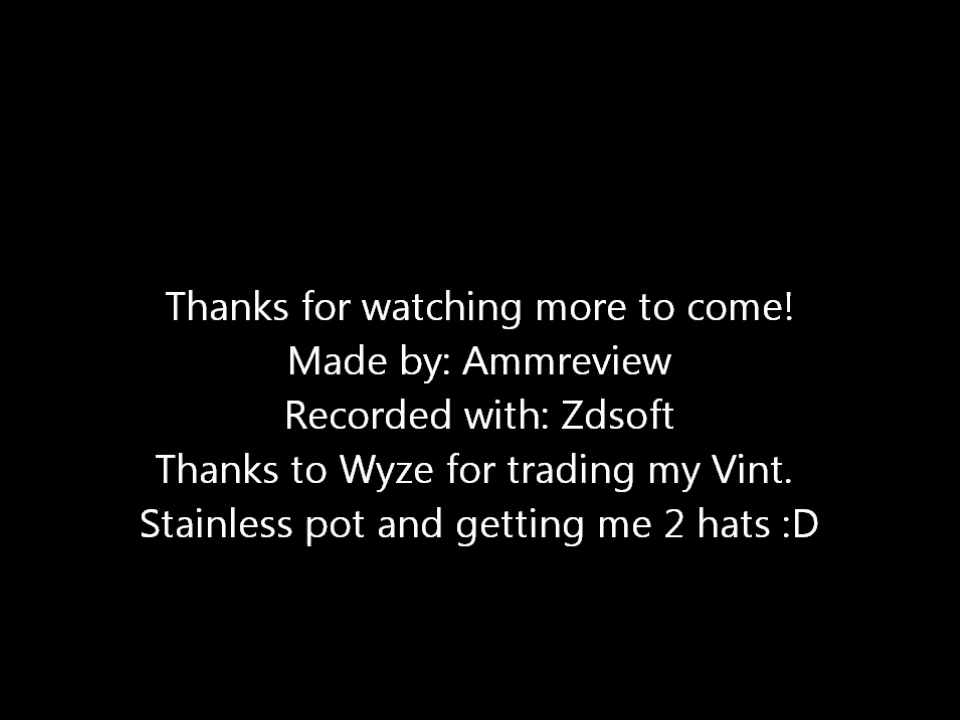 Thanks for watching more to come!
Made by: Ammreview
Recorded with: Zdsoft
Thanks to Wyze for trading my Vint.
Stainless pot and getting me 2 hats :D